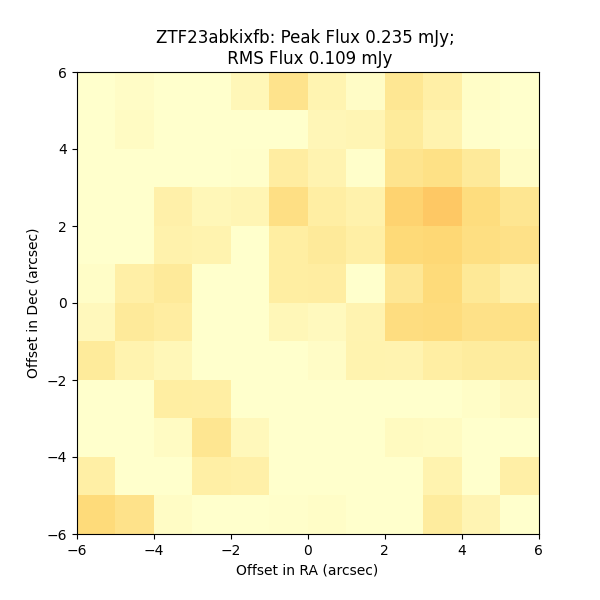 ZTF23abkixfb: Peak Flux 0.235 mJy;
RMS Flux 0.109 mJy
6
4
2
0
−2
−4
−6
Offset in Dec (arcsec)
−6 −4 −2 0 2 4 6
Offset in RA (arcsec)